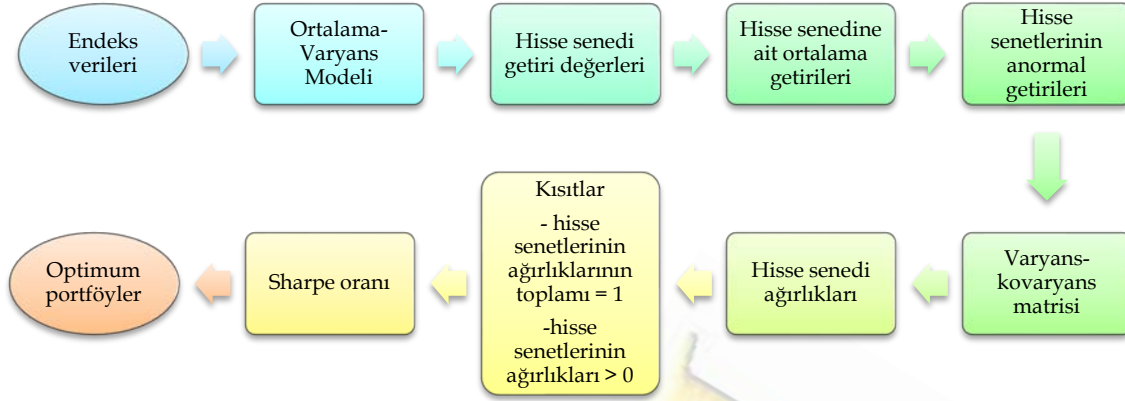 Endeks
verileri
Ortalama-
Varyans
Modeli
Hisse senedi
getiri değerleri
Hisse senedine
ait ortalama
getirileri
Hisse
senetlerinin
anormal
getirileri
Varyans-
kovaryans
matrisi
Hisse senedi
ağırlıkları
Kısıtlar
- hisse
senetlerinin
ağırlıklarının
toplamı = 1
-hisse
senetlerinin
ağırlıkları > 0
Sharpe oranı
Optimum
portföyler